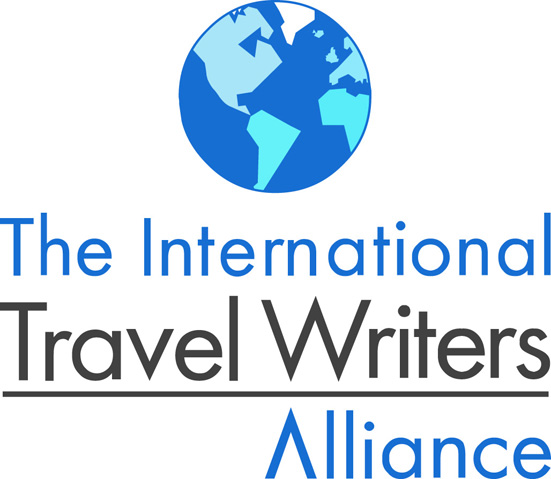 The International
Travel Writers
Alliance